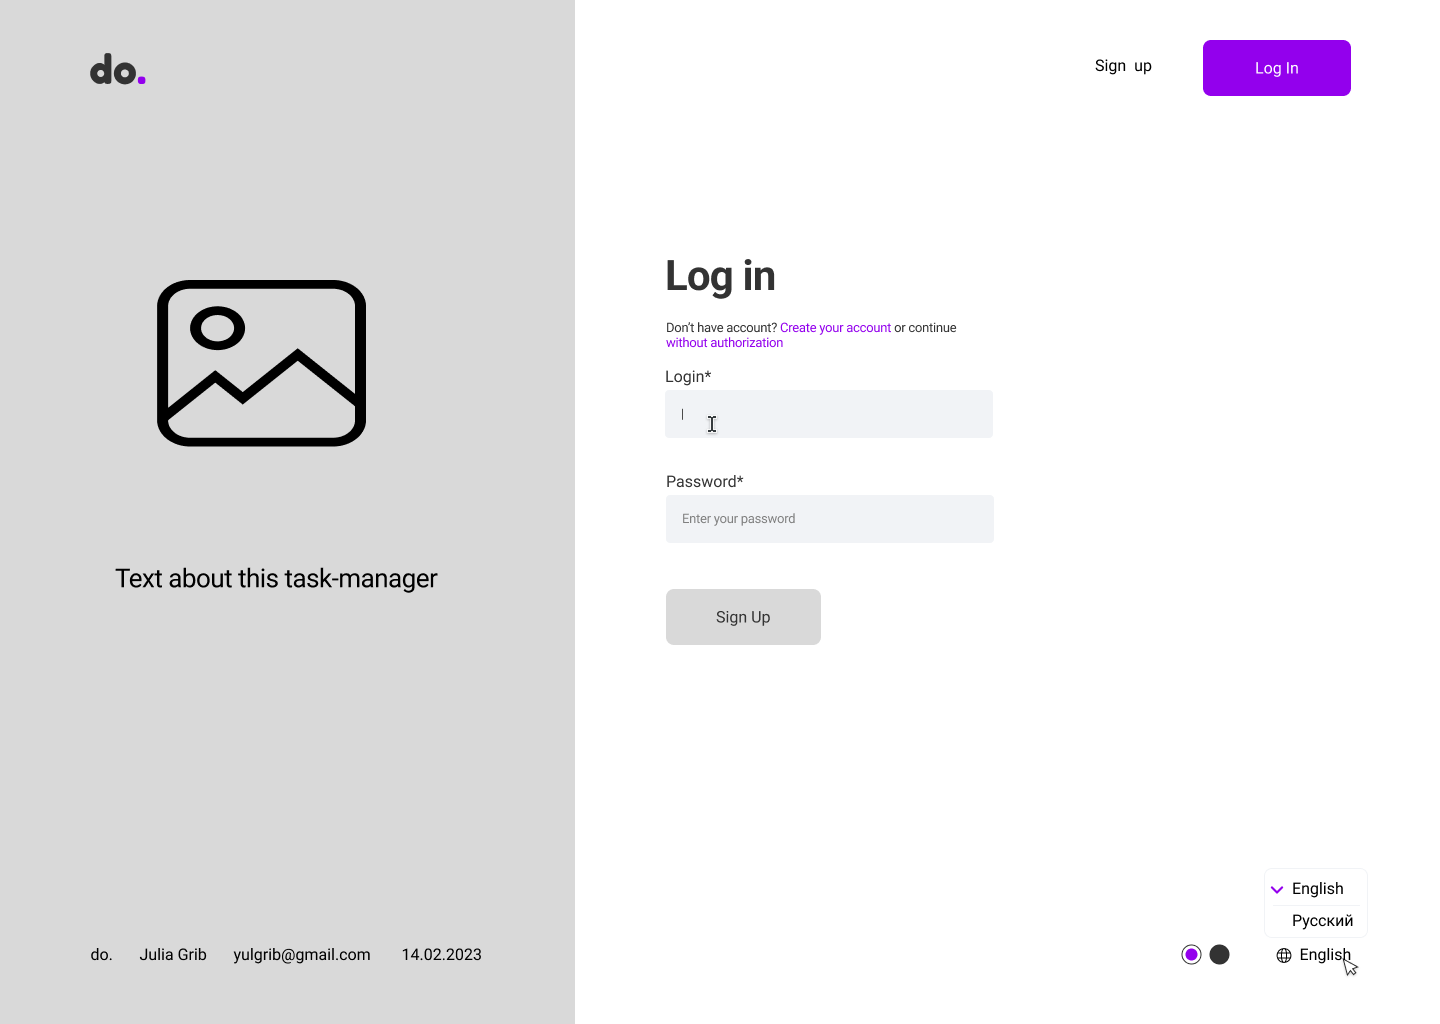 do.
Sign up
Log In
Log in
Don't have account? Create your account or continue
without authorization
Login*
Password*
Enter your password
Sign Up
Text about this task-manager
English
Русский
English
do.
Julia Grib
yulgrib@gmail.com
14.02.2023